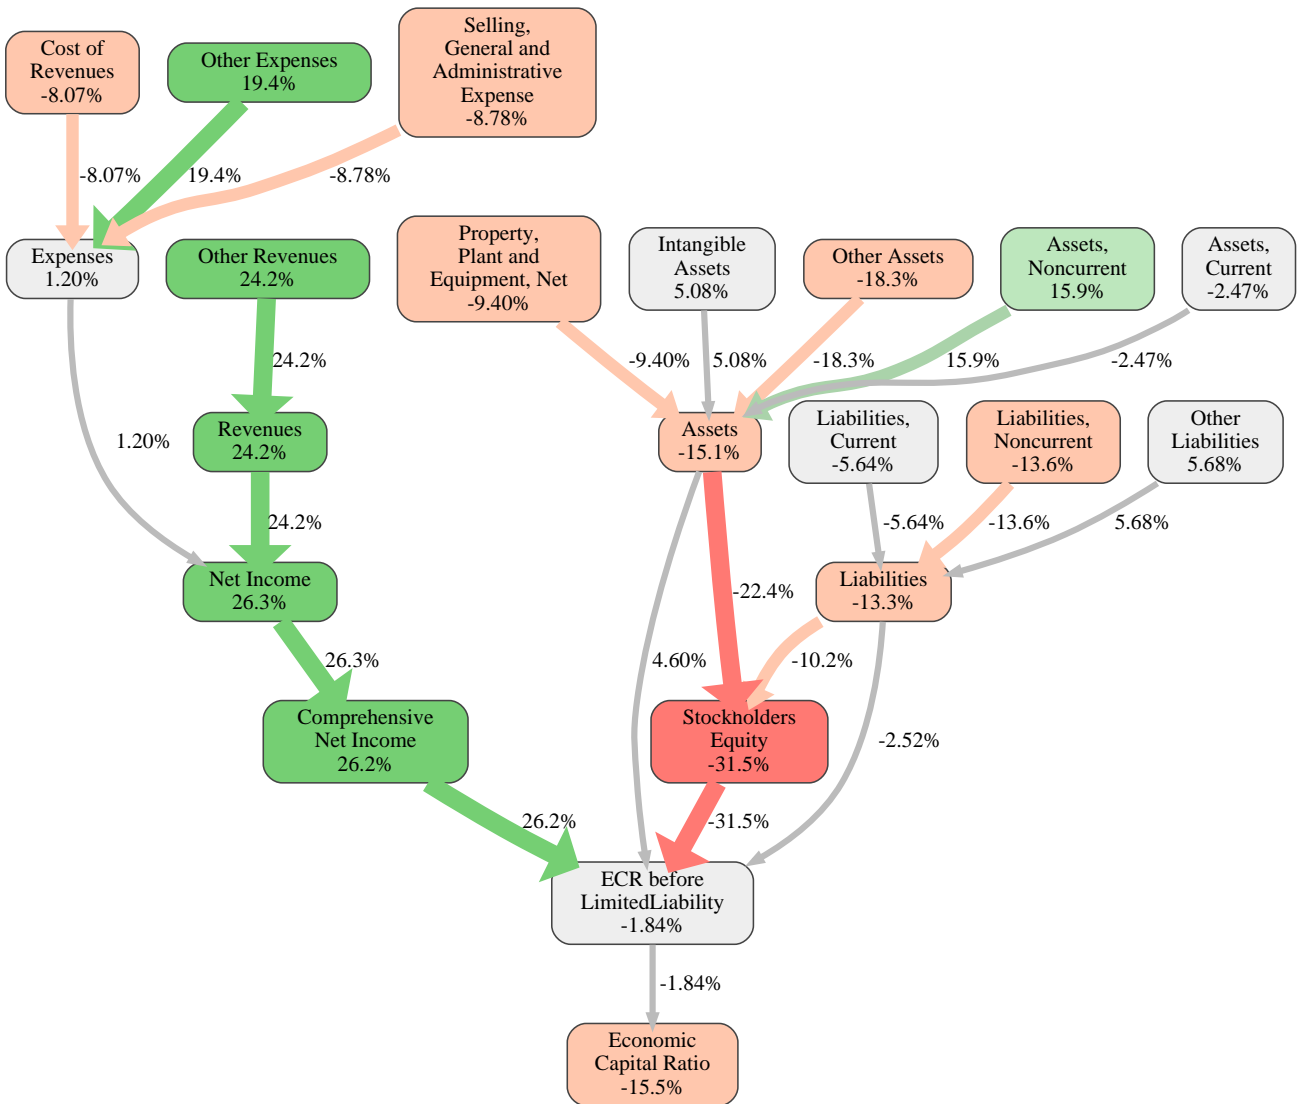 Cost of
Revenues
-8.07%
Other Expenses
19.4%
Selling,
General and
Administrative
Expense
-8.78%
-8.07%
19.4%
-8.78%
Expenses
1.20%
Other Revenues
24.2%
Property,
Plant and
Equipment, Net
-9.40%
Intangible
Assets
5.08%
Other Assets
-18.3%
Assets,
Noncurrent
15.9%
Assets,
Current
-2.47%
24.2%
-9.40%
5.08%
-18.3%
15.9%
-2.47%
1.20%
Revenues
24.2%
Assets
-15.1%
Liabilities,
Current
-5.64%
Liabilities,
Noncurrent
-13.6%
Other
Liabilities
5.68%
24.2%
-5.64%
-13.6%
5.68%
Net Income
26.3%
-22.4%
Liabilities
-13.3%
26.3%
4.60%
-10.2%
Comprehensive
Net Income
26.2%
Stockholders
Equity
-31.5%
-2.52%
26.2%
-31.5%
ECR before
LimitedLiability
-1.84%
-1.84%
Economic
Capital Ratio
-15.5%